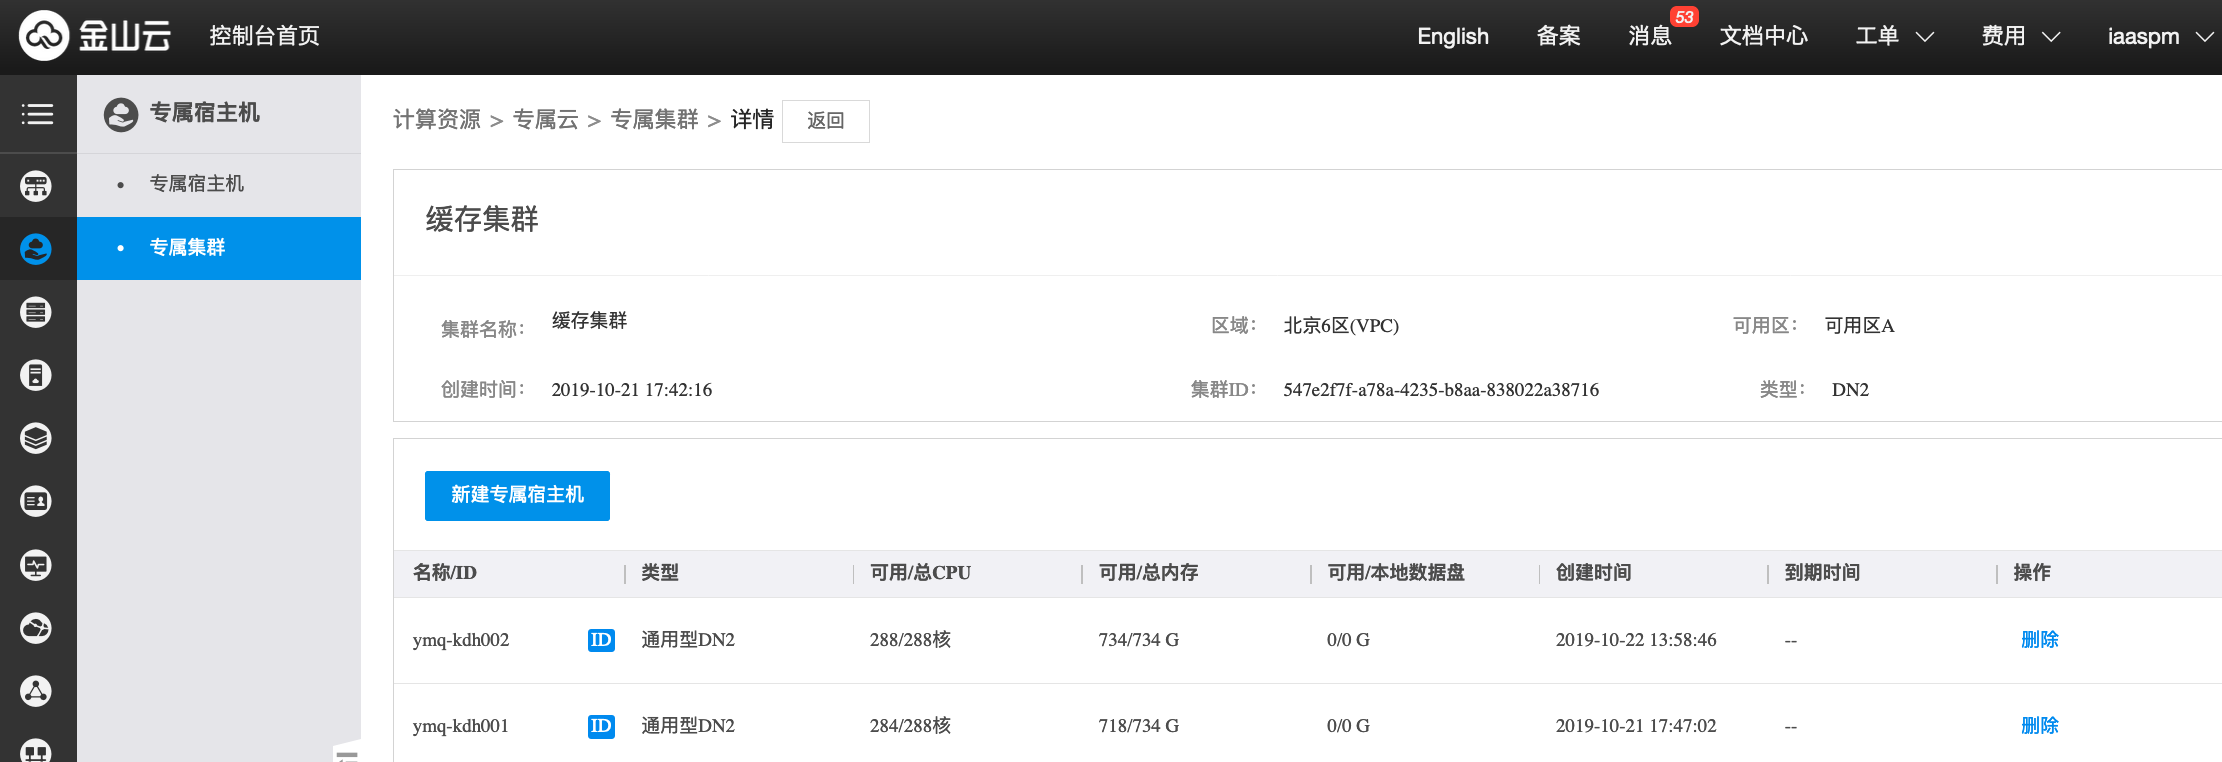 金山云 控制台首页 English 备案 消息 53 文档中心 工单 费用 iaaspm
专属宿主机
专属宿主机
专属集群
计算资源 > 专属云 > 专属集群 > 详情 返回
缓存集群
集群名称： 缓存集群 区域： 北京6区(VPC) 可用区： 可用区A
创建时间： 2019-10-21 17:42:16 集群ID： 547e2f7f-a78a-4235-b8aa-838022a38716 类型： DN2
新建专属宿主机
名称/ID 类型 可用/总CPU 可用/总内存 可用/本地数据盘 创建时间 到期时间 操作
ymq-kdh002 ID 通用型DN2 288/288核 734/734 G 0/0 G 2019-10-22 13:58:46 -- 删除
ymq-kdh001 ID 通用型DN2 284/288核 718/734 G 0/0 G 2019-10-21 17:47:02 -- 删除